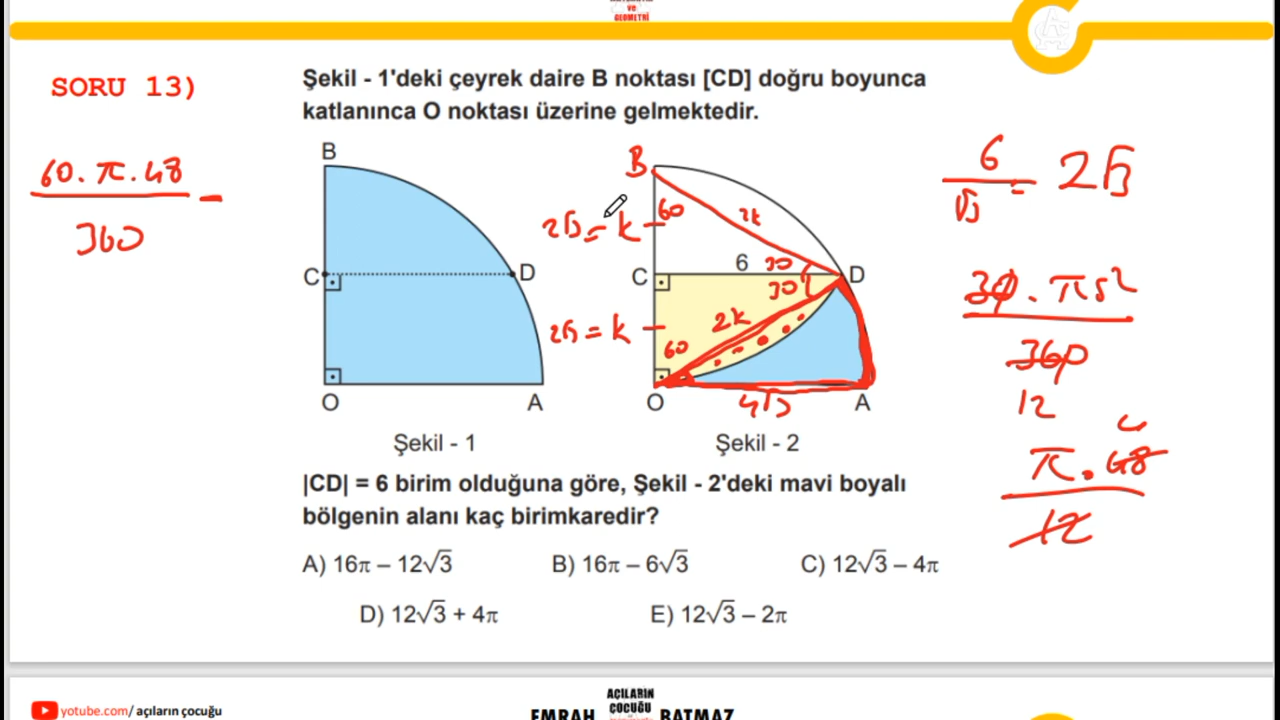 ve
GEOMETRİ
SORU 13)
Şekil - 1'deki çeyrek daire B noktası [CD] doğru boyunca
katlanınca O noktası üzerine gelmektedir.
60.π.48
360
-
B
C
D
O
A
Şekil - 1
B
2√3 = k
60
2k
C
6
30
D
30
2√3 = k
2k
60
O
4√3
A
Şekil - 2
6
√3
= 2√3
30 . πr²
360
12
4
π.48
12
|CD| = 6 birim olduğuna göre, Şekil - 2'deki mavi boyalı
bölgenin alanı kaç birimkaredir?
A) 16π – 12√3 B) 16π – 6√3 C) 12√3 – 4π
D) 12√3 + 4π E) 12√3 – 2π
yotube.com/ açıların çocuğu
AÇILARIN
ÇOCUĞU
EMRAH BATMAZ